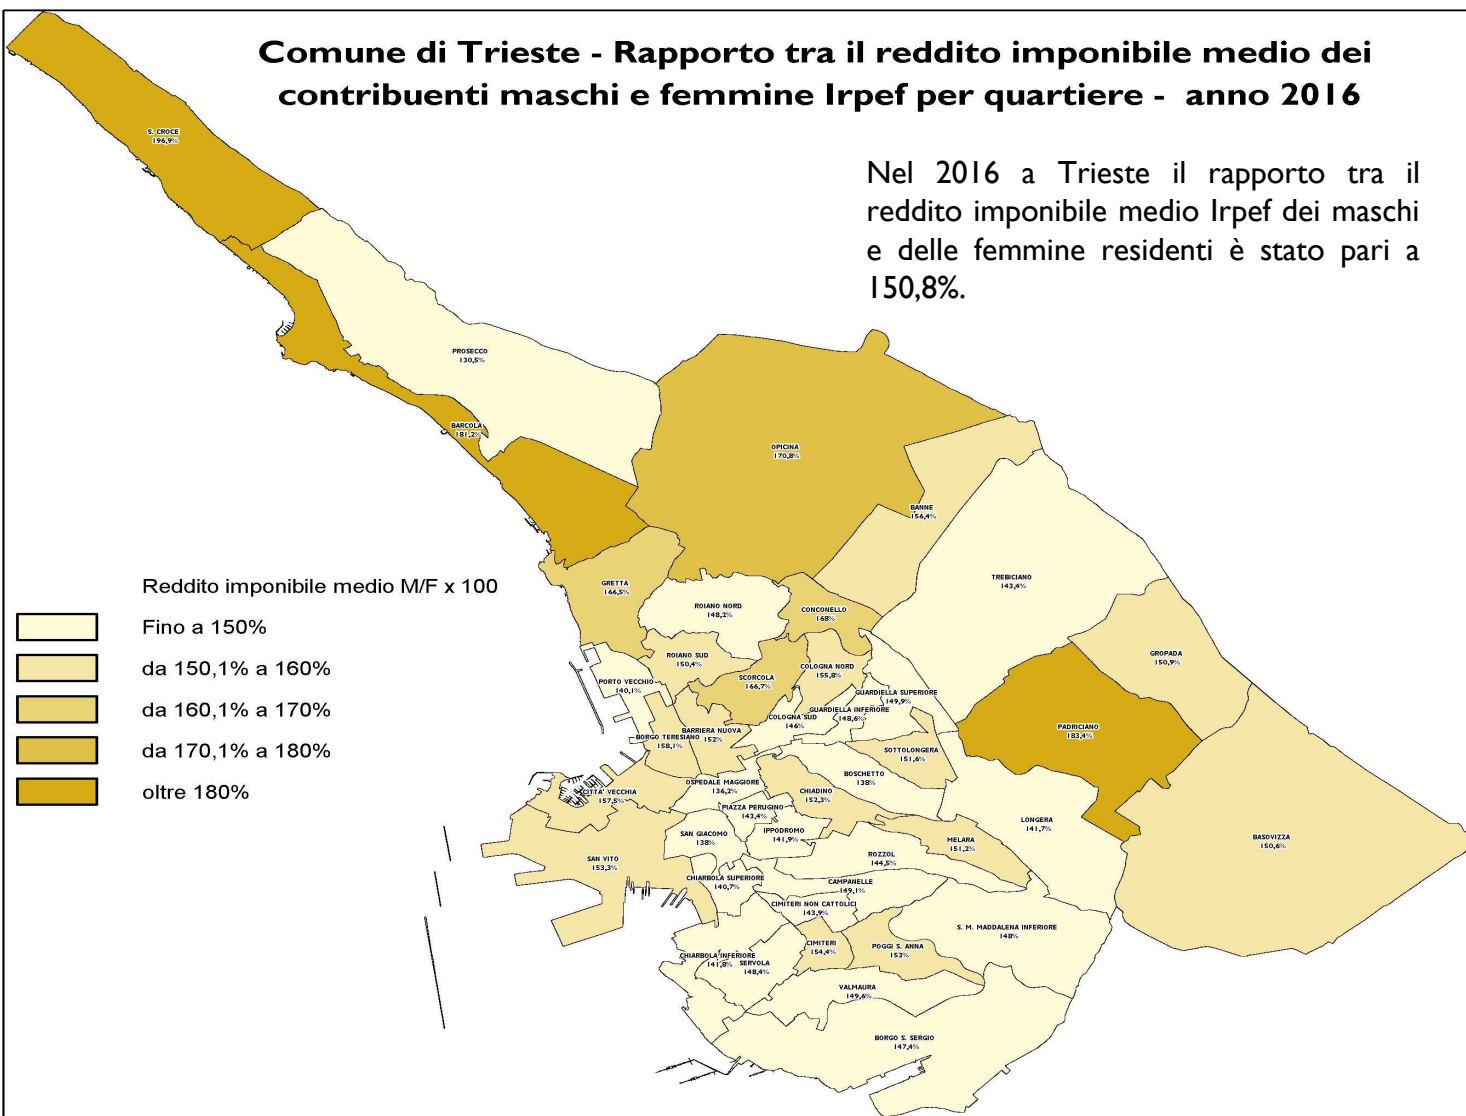 Comune di Trieste - Rapporto tra il reddito imponibile medio dei
contribuenti maschi e femmine Irpef per quartiere - anno 2016
Nel 2016 a Trieste il rapporto tra il
reddito imponibile medio Irpef dei maschi
e delle femmine residenti è stato pari a
150,8%.
S. CROCE
196,9%
PROSECCO
130,5%
BARCOLA
181,2%
OPICINA
170,8%
BANNE
156,4%
TREBICIANO
143,4%
GRETTA
166,5%
ROIANO NORD
148,2%
CONCONELLO
168%
GROPADA
150,9%
ROIANO SUD
150,4%
COLOGNA NORD
155,8%
SCORCOLA
166,7%
PORTO VECCHIO
140,1%
GUARDIELLA SUPERIORE
149,9%
GUARDIELLA INFERIORE
148,6%
COLOGNA SUD
146%
PADRICIANO
183,4%
BARRIERA NUOVA
152%
BORGO TERESIANO
158,1%
SOTTOLONGERA
151,6%
BOSCHETTO
138%
OSPEDALE MAGGIORE
136,2%
CHIADINO
152,3%
CITTA' VECCHIA
157,5%
PIAZZA PERUGINO
143,4%
LONGERA
141,7%
SAN GIACOMO
138%
IPPODROMO
141,9%
MELARA
151,2%
BASOVIZZA
150,6%
ROZZOL
144,5%
SAN VITO
153,3%
CHIARBOLA SUPERIORE
140,7%
CAMPANELLE
149,1%
CIMITERI NON CATTOLICI
143,9%
S. M. MADDALENA INFERIORE
148%
CIMITERI
154,4%
POGGI S. ANNA
153%
CHIARBOLA INFERIORE
141,8%
SERVOLA
148,4%
VALMAURA
149,6%
BORGO S. SERGIO
147,4%
Reddito imponibile medio M/F x 100
Fino a 150%
da 150,1% a 160%
da 160,1% a 170%
da 170,1% a 180%
oltre 180%